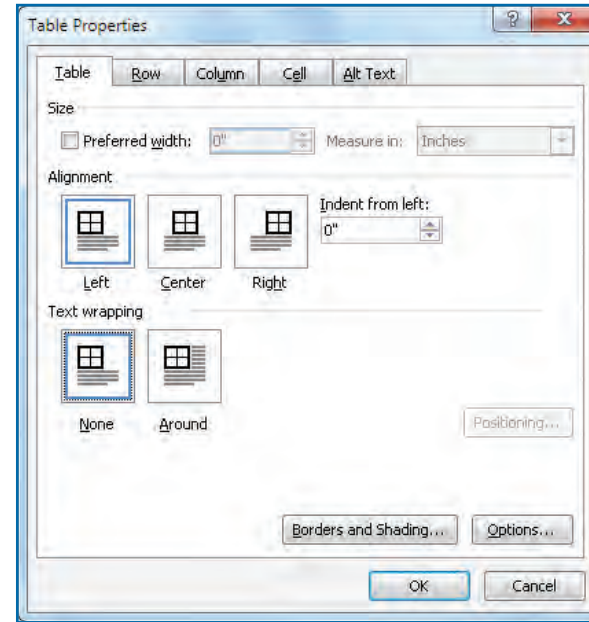 Table Properties
Table Row Column Cell Alt Text
Size
Preferred width: 0" Measure in: Inches
Alignment
Indent from left:
0"
Left Center Right
Text wrapping
None Around
Positioning...
Borders and Shading... Options...
OK Cancel